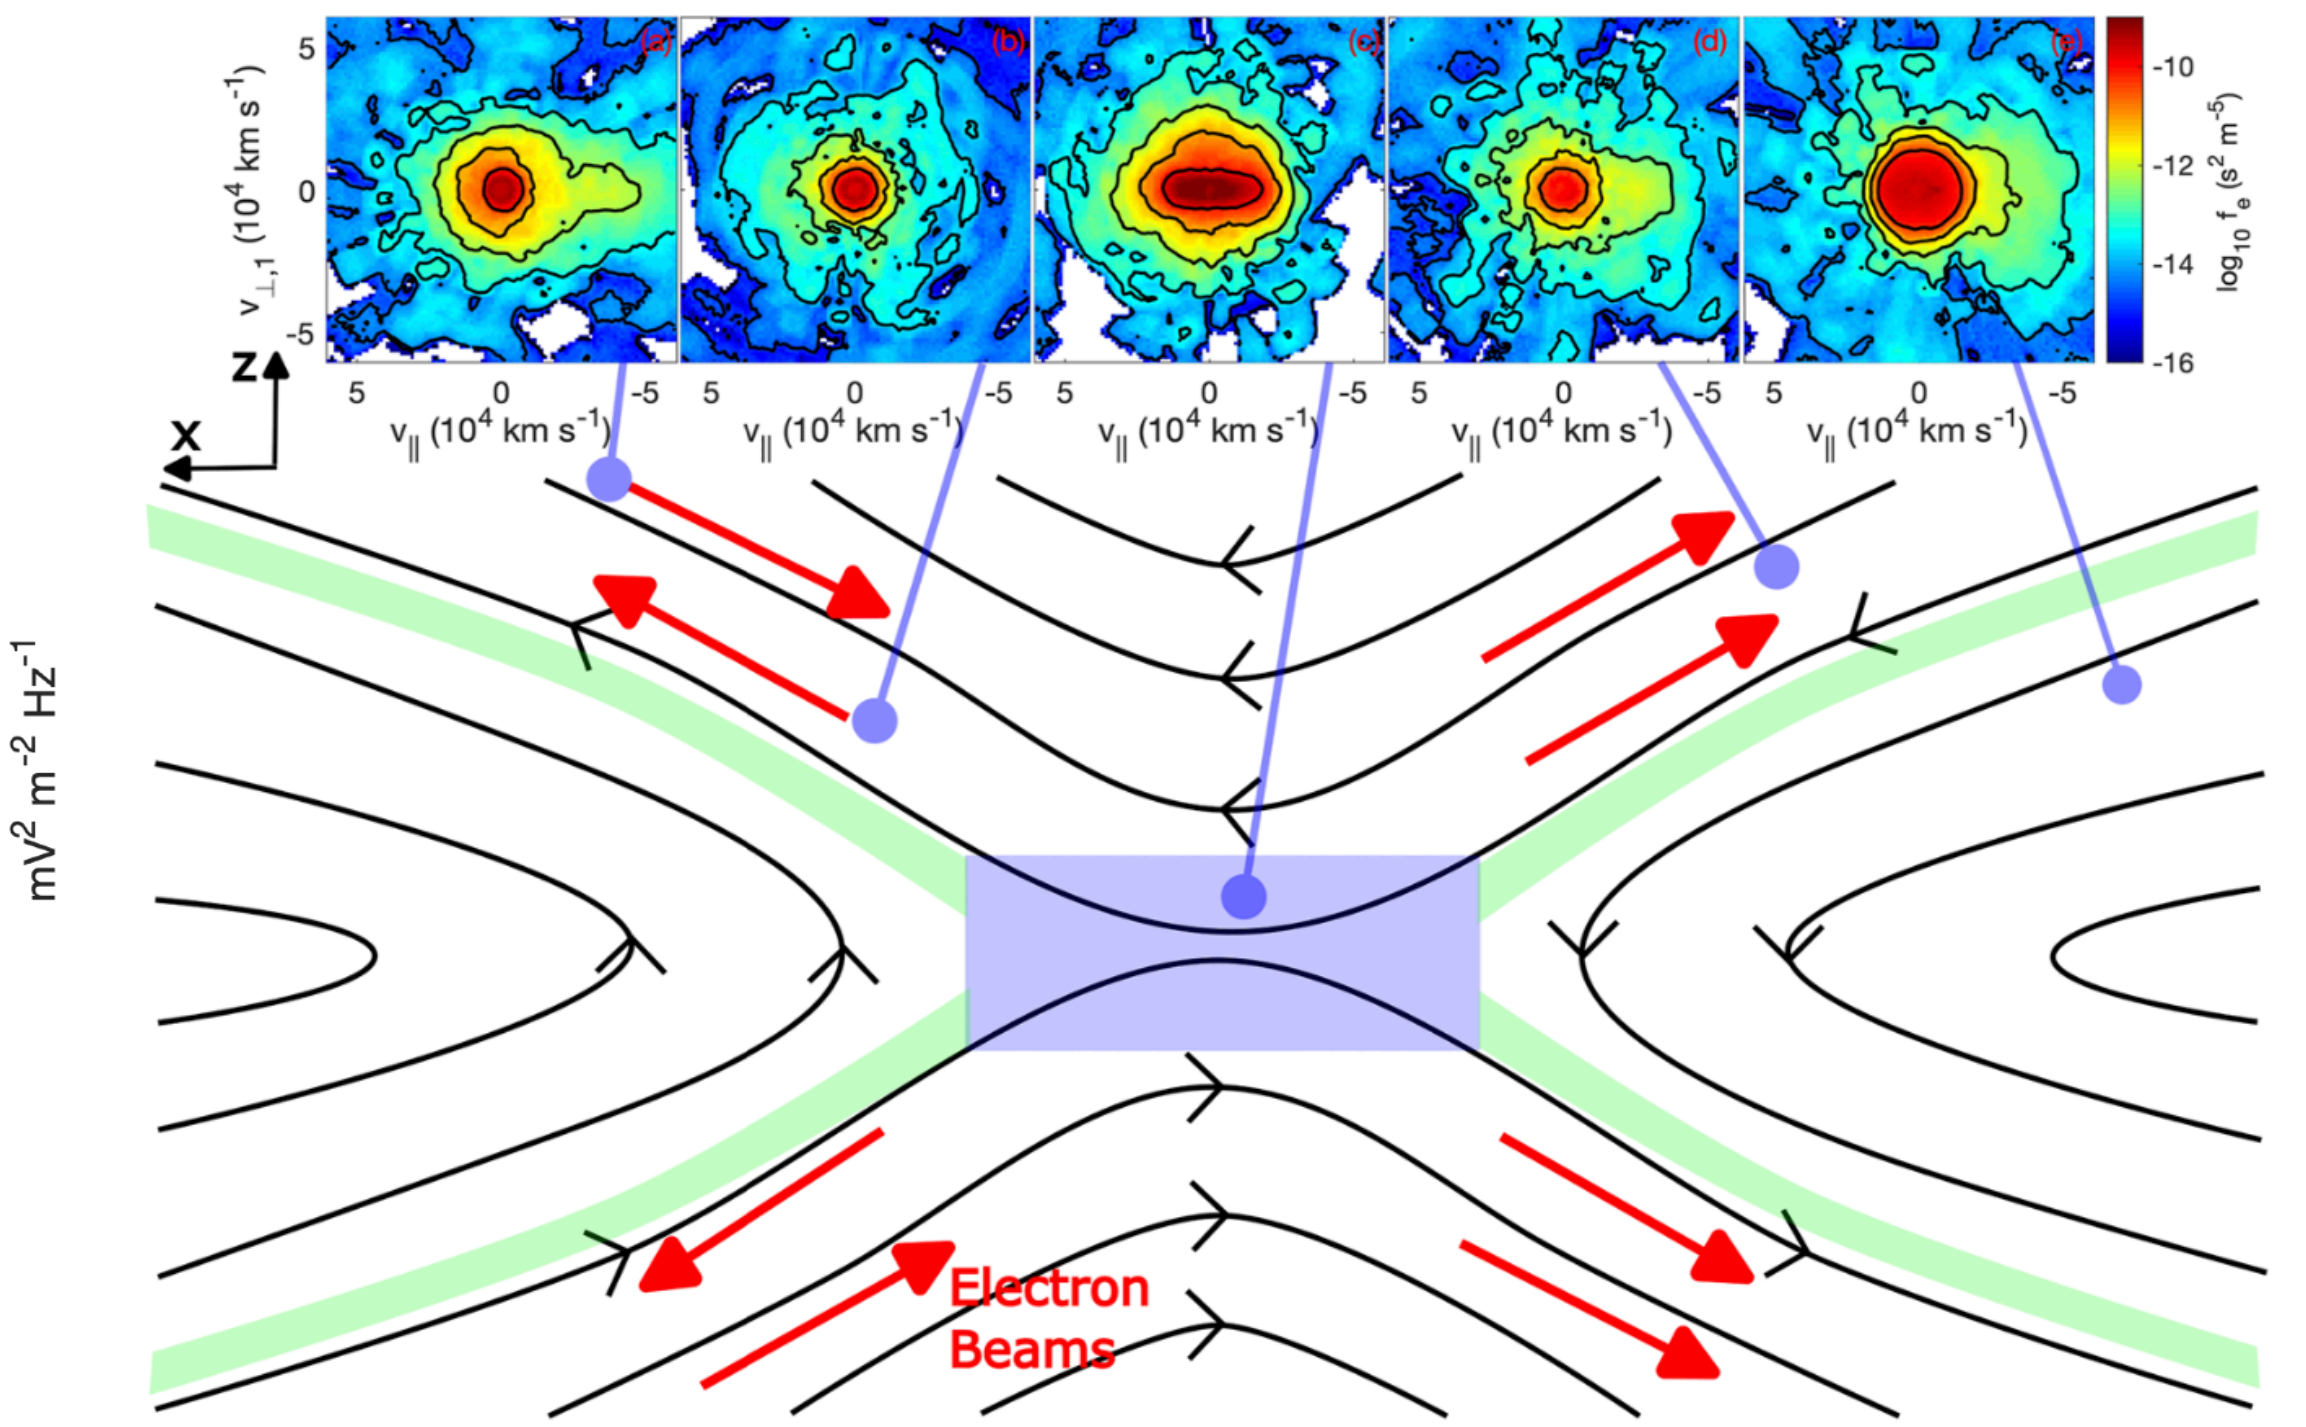 (a) (b) (c) (d) (e)
5
0
-5
v⊥,1 (10⁴ km s⁻¹)
-10
-12
-14
-16
log₁₀ fₑ (s² m⁻⁵)
5 0 -5 5 0 -5 5 0 -5 5 0 -5 5 0 -5
v|| (10⁴ km s⁻¹) v|| (10⁴ km s⁻¹) v|| (10⁴ km s⁻¹) v|| (10⁴ km s⁻¹) v|| (10⁴ km s⁻¹)
Z
X
mV² m⁻² Hz⁻¹
Electron
Beams